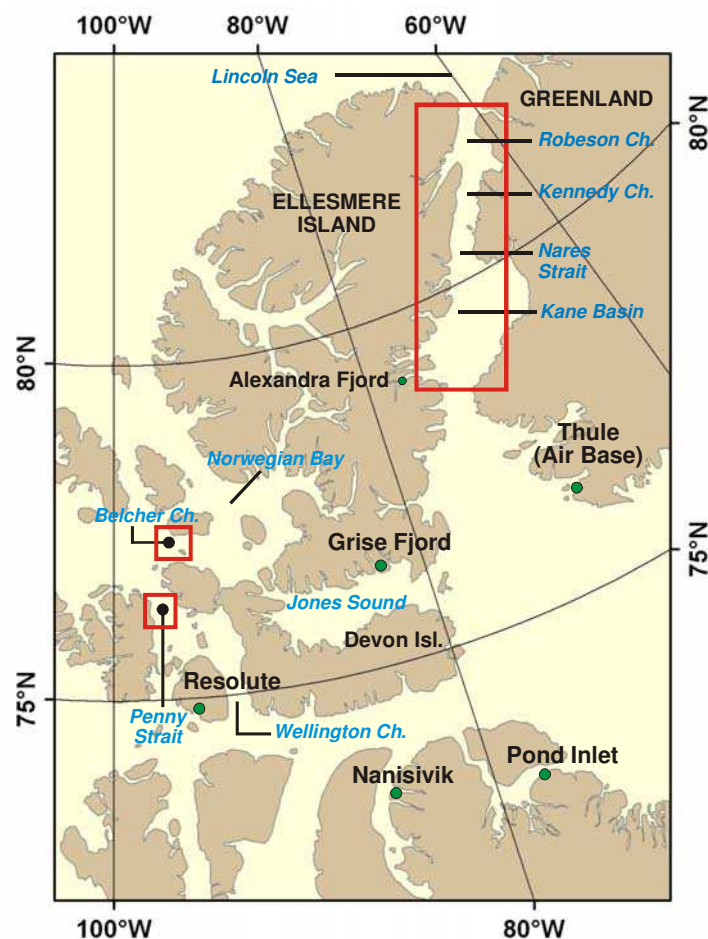 100°W
80°W
60°W
Lincoln Sea
GREENLAND
80°N
Robeson Ch.
Kennedy Ch.
ELLESMERE
ISLAND
Nares
Strait
Kane Basin
80°N
Alexandra Fjord
Thule
(Air Base)
Norwegian Bay
Belcher Ch.
Grise Fjord
75°N
Jones Sound
Devon Isl.
Resolute
75°N
Penny
Strait
Wellington Ch.
Pond Inlet
Nanisivik
100°W
80°W